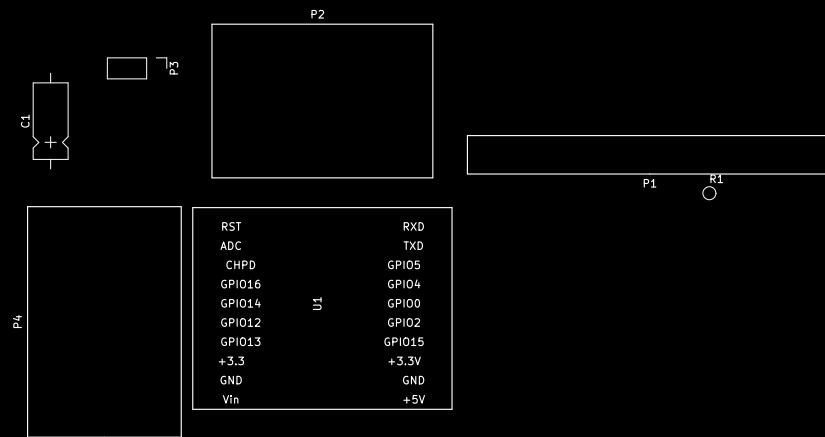 P2
P3
C1
P1
R1
P4
U1
RST RXD
ADC TXD
CHPD GPIO5
GPIO16 GPIO4
GPIO14 GPIO0
GPIO12 GPIO2
GPIO13 GPIO15
+3.3 +3.3V
GND GND
Vin +5V